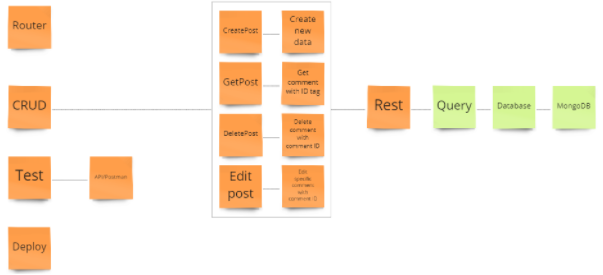 Router
CRUD
Test
API/Postman
Deploy
CreatePost
Create
new
data
GetPost
Get
comment
with ID teg
DeletePost
Delete
comment
with
comment ID
Edit
post
Edit
specific
comment
with
comment ID
Rest
Query
Database
MongoDB